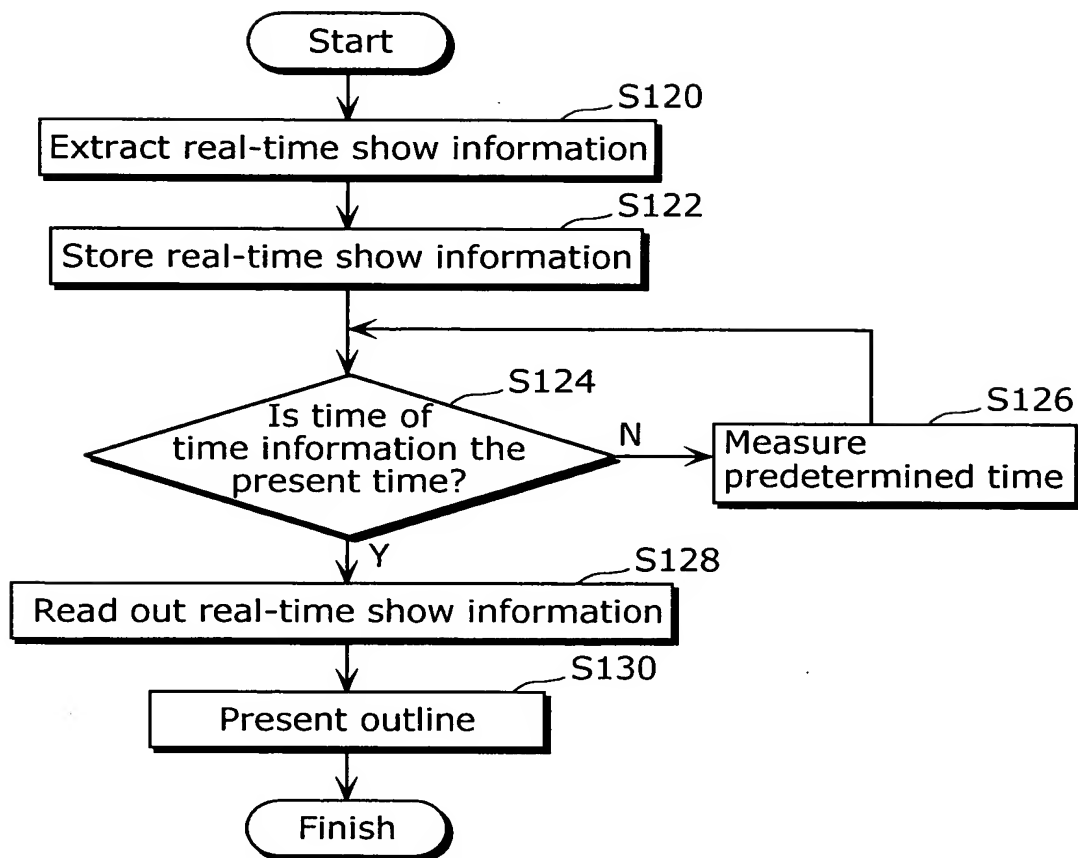 Start
S120
Extract real-time show information
S122
Store real-time show information
S124
Is time of
time information the
present time?
N
S126
Measure
predetermined time
Y
S128
Read out real-time show information
S130
Present outline
Finish